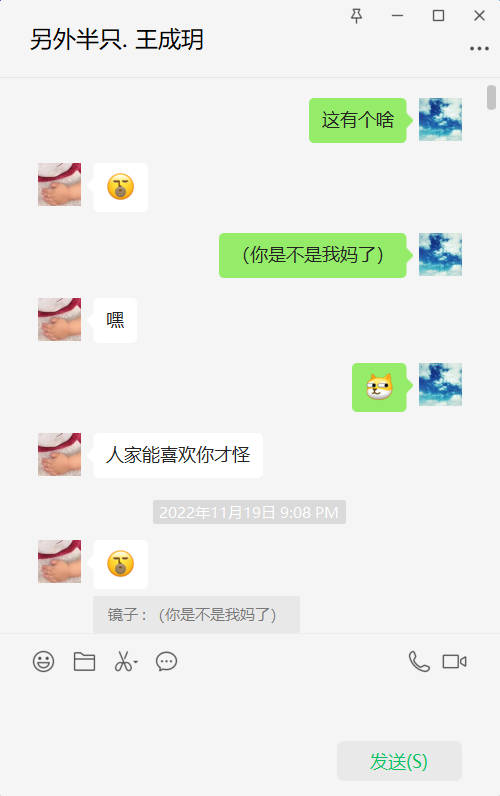 另外半只. 王成玥
这有个啥
（你是不是我妈了）
嘿
人家能喜欢你才怪
2022年11月19日 9:08 PM
镜子：（你是不是我妈了）
发送(S)